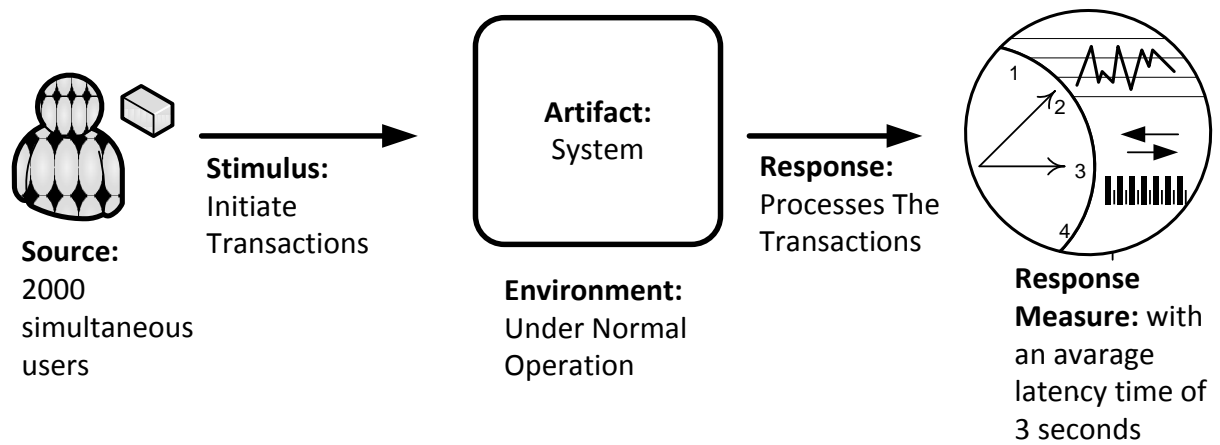 Source:
2000
simultaneous
users
Stimulus:
Initiate
Transactions
Artifact:
System
Environment:
Under Normal
Operation
Response:
Processes The
Transactions
1
2
3
4
Response
Measure: with
an avarage
latency time of
3 seconds